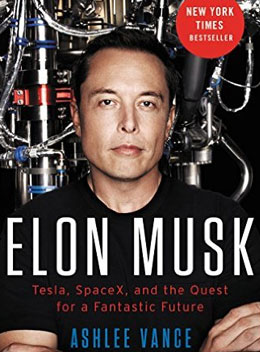 NEW YORK
TIMES
BESTSELLER
ELON MUSK
Tesla, SpaceX, and the Quest
for a Fantastic Future
ASHLEE VANCE